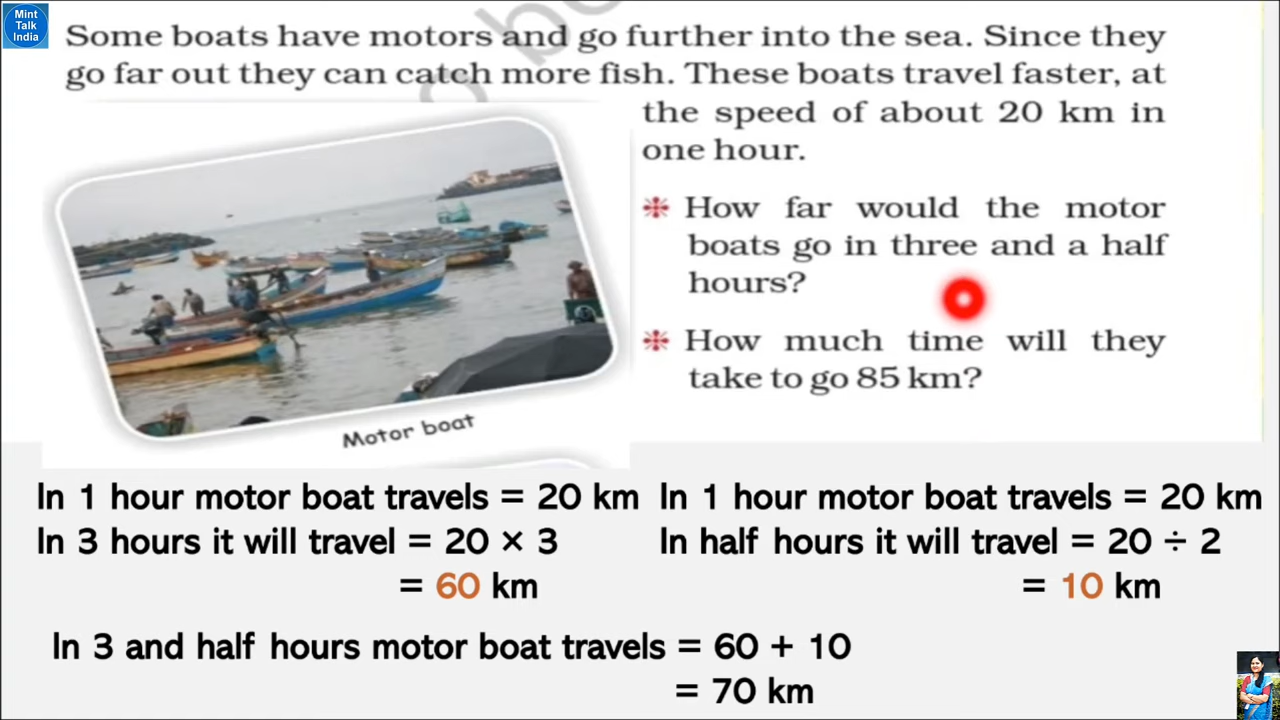 Mint
Talk
India
Some boats have motors and go further into the sea. Since they
go far out they can catch more fish. These boats travel faster, at
the speed of about 20 km in
one hour.
How far would the motor
boats go in three and a half
hours?
How much time will they
take to go 85 km?
Motor boat
In 1 hour motor boat travels = 20 km
In 3 hours it will travel = 20 × 3
= 60 km
In 1 hour motor boat travels = 20 km
In half hours it will travel = 20 ÷ 2
= 10 km
In 3 and half hours motor boat travels = 60 + 10
= 70 km